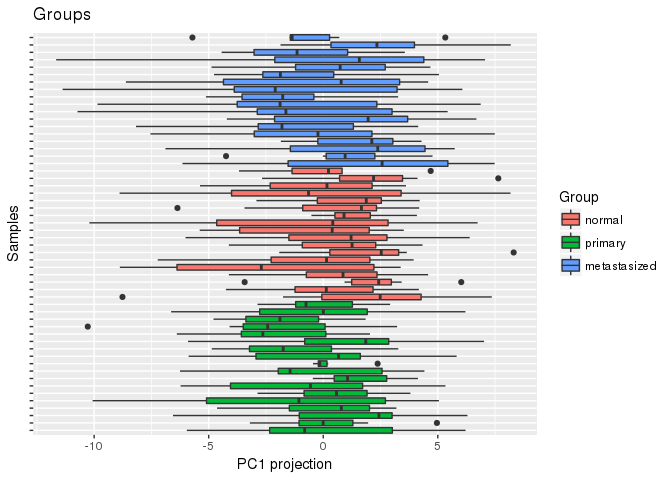 Groups
Samples
-10
-5
0
5
PC1 projection
Group
normal
primary
metastasized